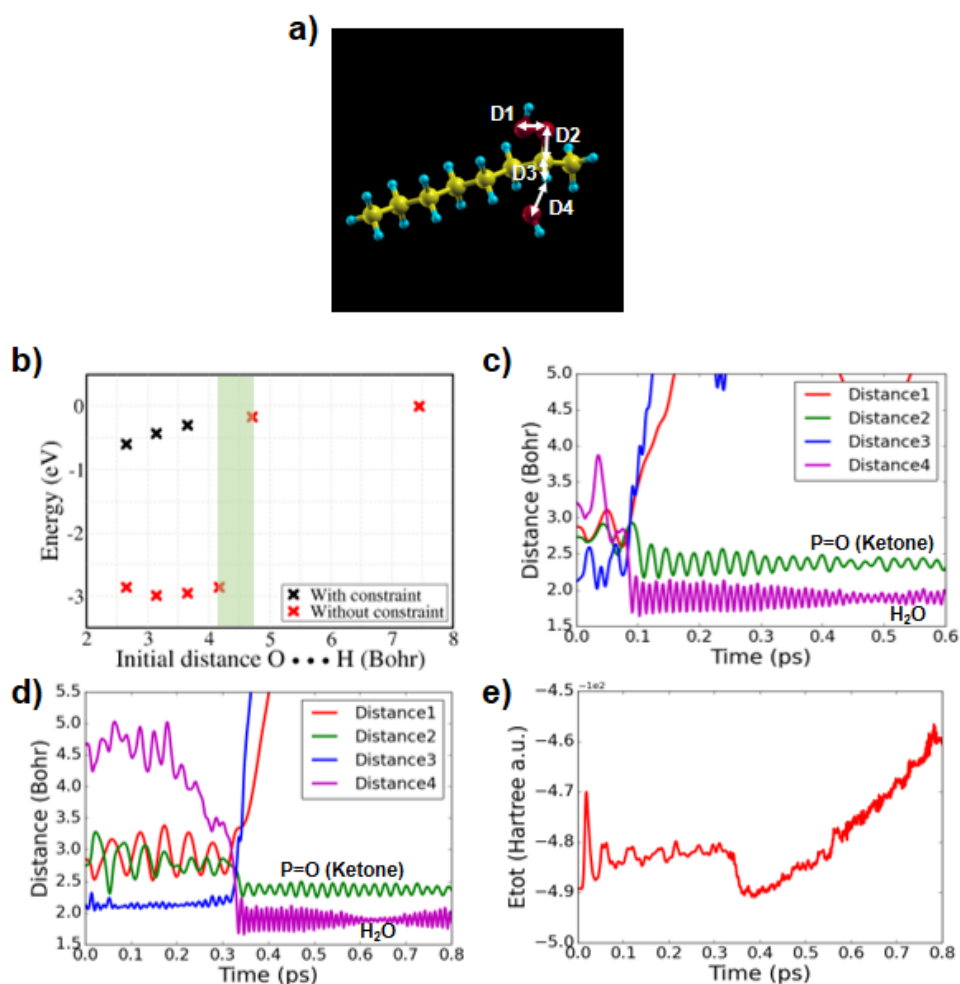 a)
D1
D2
D3
D4
b)
0
-1
-2
-3
Energy (eV)
With constraint
Without constraint
2 3 4 5 6 7 8
Initial distance O • • • H (Bohr)
c)
5.0
4.5
4.0
3.5
3.0
2.5
2.0
1.5
Distance (Bohr)
Distance1
Distance2
Distance3
Distance4
P=O (Ketone)
H₂O
0.0 0.1 0.2 0.3 0.4 0.5 0.6
Time (ps)
d)
5.5
5.0
4.5
4.0
3.5
3.0
2.5
2.0
1.5
Distance (Bohr)
Distance1
Distance2
Distance3
Distance4
P=O (Ketone)
H₂O
0.0 0.1 0.2 0.3 0.4 0.5 0.6 0.7 0.8
Time (ps)
e)
−1e2
−4.5
−4.6
−4.7
−4.8
−4.9
−5.0
Etot (Hartree a.u.)
0.0 0.1 0.2 0.3 0.4 0.5 0.6 0.7 0.8
Time (ps)